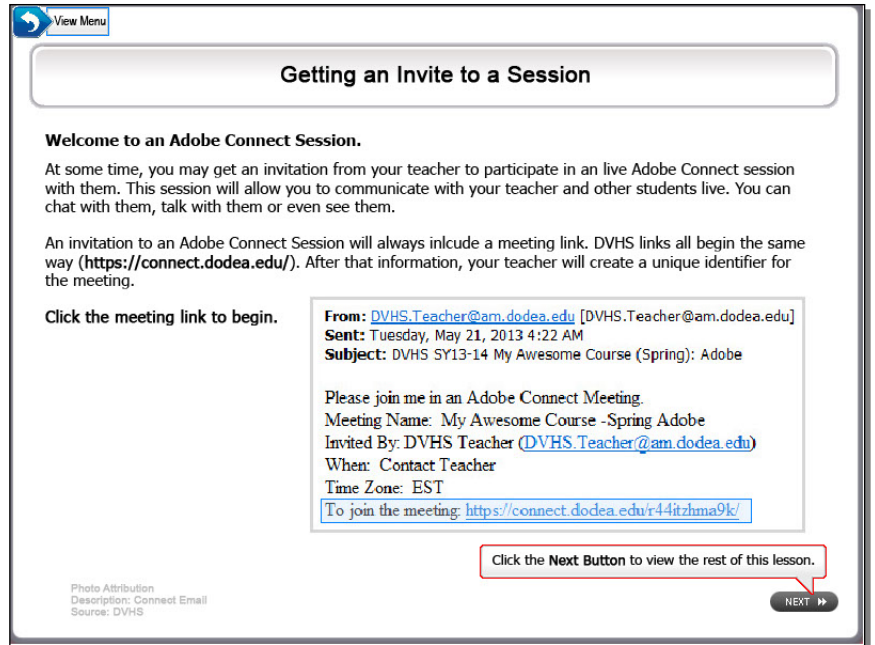 View Menu
Getting an Invite to a Session
Welcome to an Adobe Connect Session.
At some time, you may get an invitation from your teacher to participate in an live Adobe Connect session
with them. This session will allow you to communicate with your teacher and other students live. You can
chat with them, talk with them or even see them.
An invitation to an Adobe Connect Session will always inlcude a meeting link. DVHS links all begin the same
way (https://connect.dodea.edu/). After that information, your teacher will create a unique identifier for
the meeting.
Click the meeting link to begin.
From: DVHS.Teacher@am.dodea.edu [DVHS.Teacher@am.dodea.edu]
Sent: Tuesday, May 21, 2013 4:22 AM
Subject: DVHS SY13-14 My Awesome Course (Spring): Adobe
Please join me in an Adobe Connect Meeting.
Meeting Name: My Awesome Course -Spring Adobe
Invited By: DVHS Teacher (DVHS.Teacher@am.dodea.edu)
When: Contact Teacher
Time Zone: EST
To join the meeting: https://connect.dodea.edu/r44itzhma9k/
Click the Next Button to view the rest of this lesson.
Photo Attribution
Description: Connect Email
Source: DVHS
NEXT